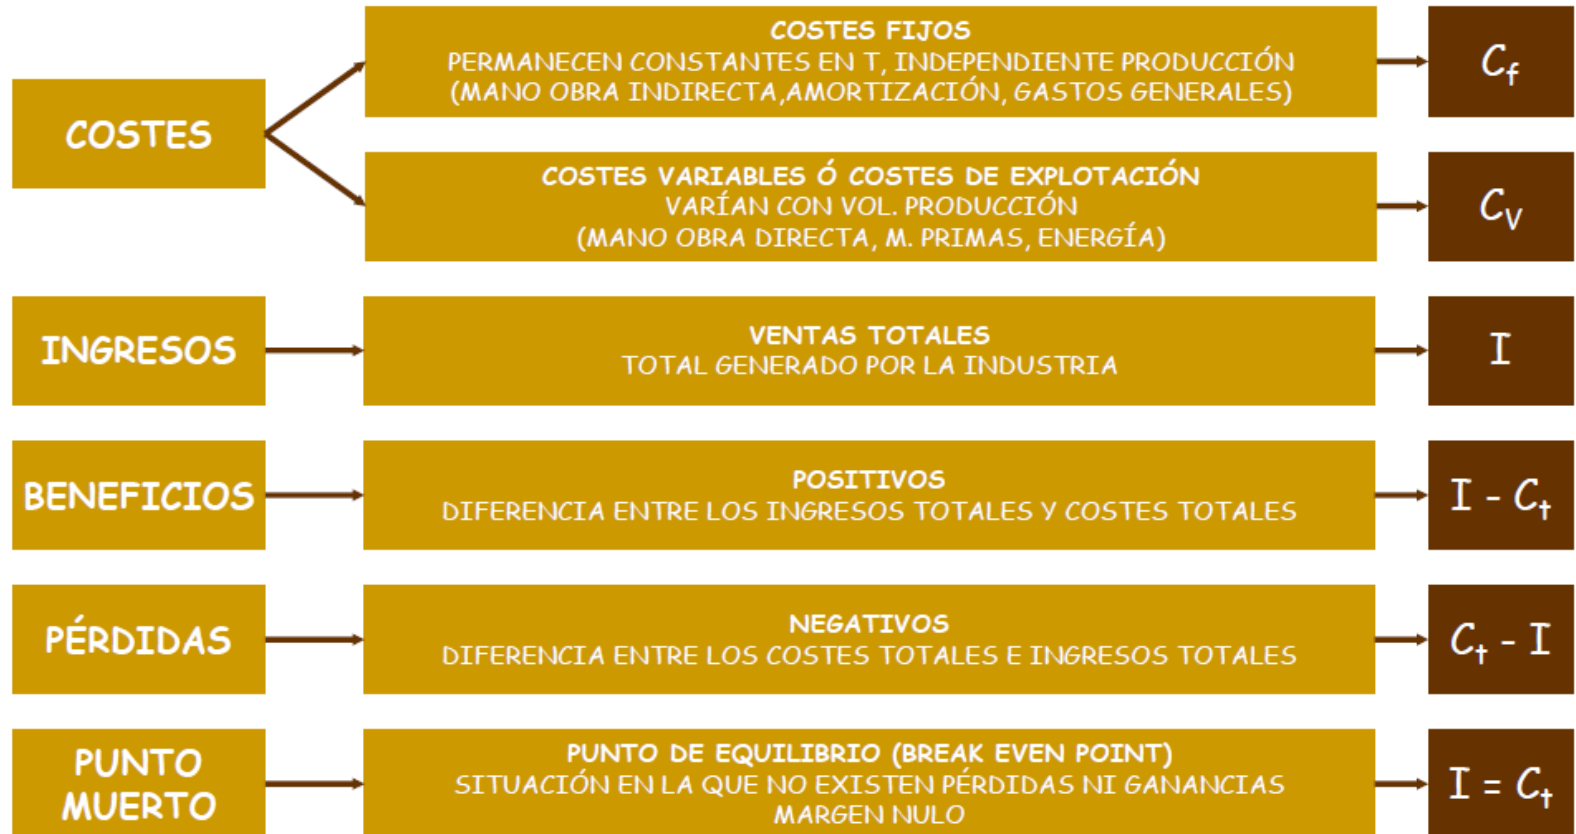 COSTES
COSTES FIJOS
PERMANECEN CONSTANTES EN T, INDEPENDIENTE PRODUCCIÓN
(MANO OBRA INDIRECTA,AMORTIZACIÓN, GASTOS GENERALES)
Cf
COSTES VARIABLES Ó COSTES DE EXPLOTACIÓN
VARÍAN CON VOL. PRODUCCIÓN
(MANO OBRA DIRECTA, M. PRIMAS, ENERGÍA)
CV
INGRESOS
VENTAS TOTALES
TOTAL GENERADO POR LA INDUSTRIA
I
BENEFICIOS
POSITIVOS
DIFERENCIA ENTRE LOS INGRESOS TOTALES Y COSTES TOTALES
I - Ct
PÉRDIDAS
NEGATIVOS
DIFERENCIA ENTRE LOS COSTES TOTALES E INGRESOS TOTALES
Ct - I
PUNTO
MUERTO
PUNTO DE EQUILIBRIO (BREAK EVEN POINT)
SITUACIÓN EN LA QUE NO EXISTEN PÉRDIDAS NI GANANCIAS
MARGEN NULO
I = Ct